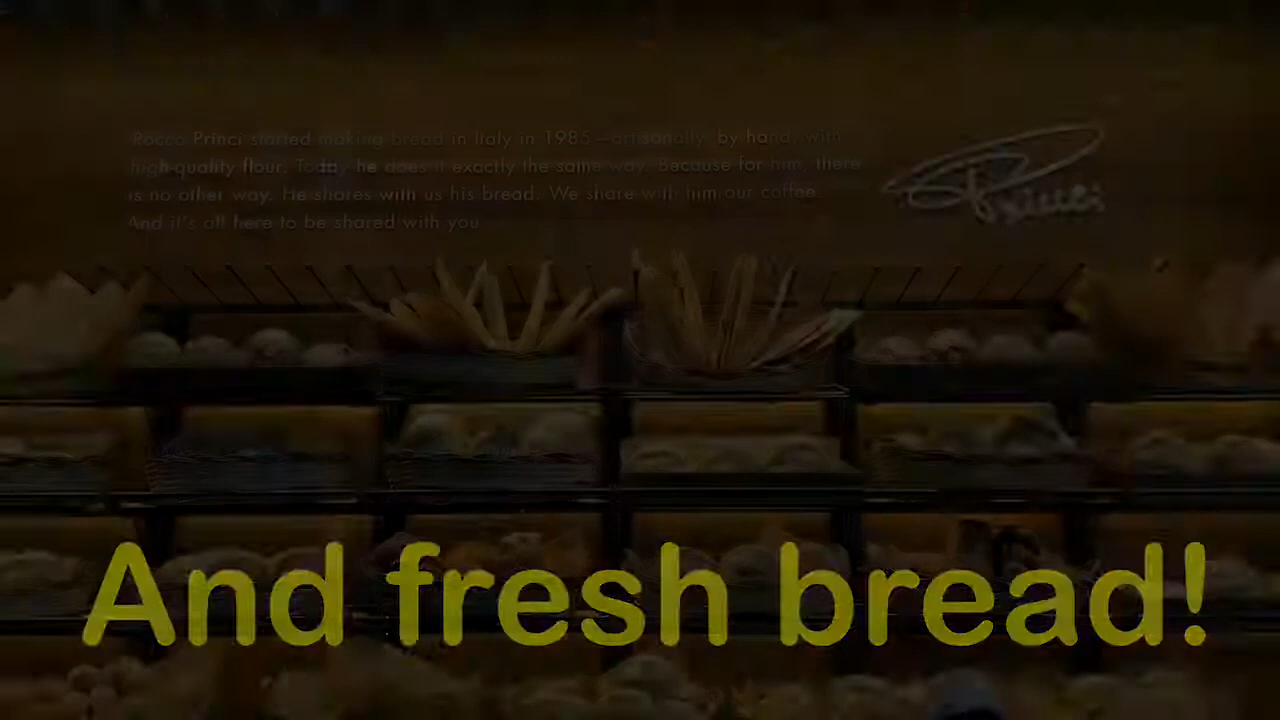 Rocco Princi started making bread in Italy in 1985—artisanally, by hand, with
high-quality flour. Today he does it exactly the same way. Because for him, there
is no other way. He shares with us his bread. We share with him our coffee.
And it's all here to be shared with you
Princi
And fresh bread!